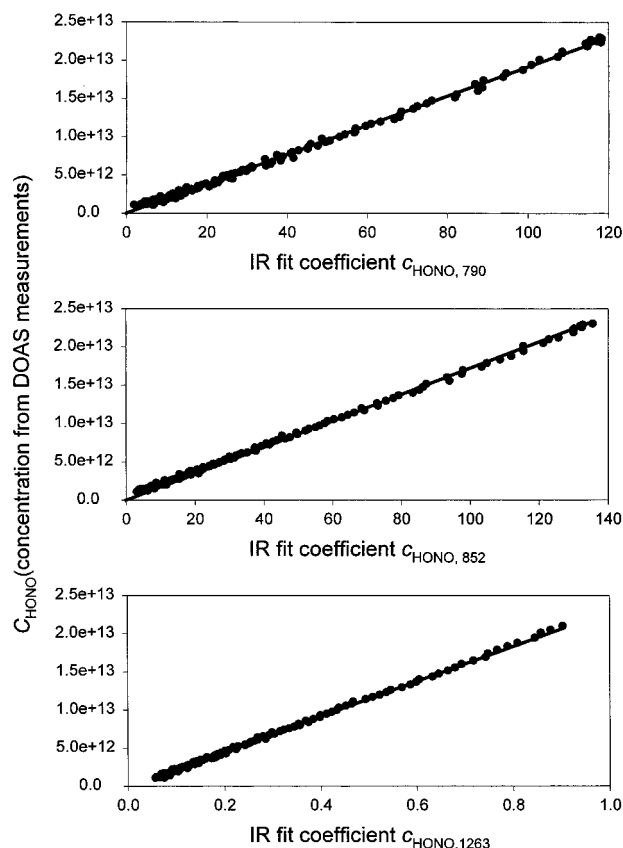 C_HONO(concentration from DOAS measurements)
2.5e+13
2.0e+13
1.5e+13
1.0e+13
5.0e+12
0.0
0 20 40 60 80 100 120
IR fit coefficient c_HONO, 790
2.5e+13
2.0e+13
1.5e+13
1.0e+13
5.0e+12
0.0
0 20 40 60 80 100 120 140
IR fit coefficient c_HONO, 852
2.5e+13
2.0e+13
1.5e+13
1.0e+13
5.0e+12
0.0
0.0 0.2 0.4 0.6 0.8 1.0
IR fit coefficient c_HONO,1263